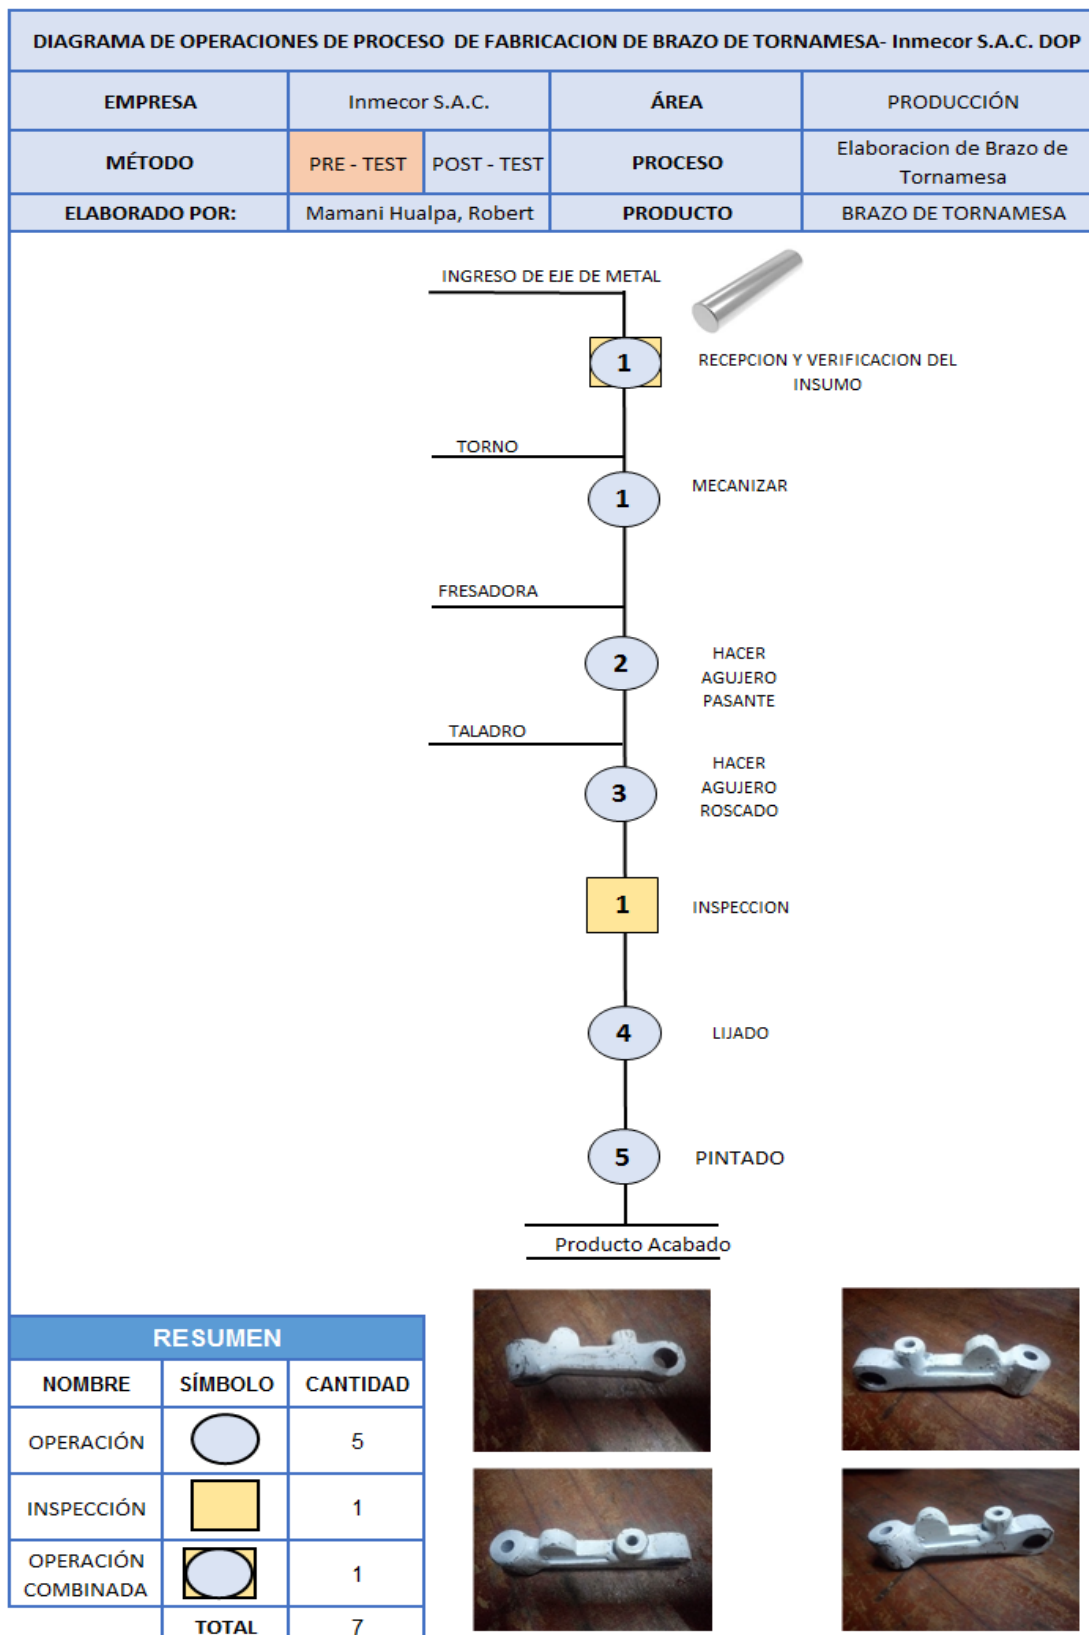 DIAGRAMA DE OPERACIONES DE PROCESO DE FABRICACION DE BRAZO DE TORNAMESA- Inmecor S.A.C. DOP
EMPRESA Inmecor S.A.C. ÁREA PRODUCCIÓN
MÉTODO PRE - TEST POST - TEST PROCESO Elaboracion de Brazo de
Tornamesa
ELABORADO POR: Mamani Hualpa, Robert PRODUCTO BRAZO DE TORNAMESA
INGRESO DE EJE DE METAL
1 RECEPCION Y VERIFICACION DEL
INSUMO
TORNO
1 MECANIZAR
FRESADORA
2 HACER
AGUJERO
PASANTE
TALADRO
3 HACER
AGUJERO
ROSCADO
1 INSPECCION
4 LIJADO
5 PINTADO
Producto Acabado
RESUMEN
NOMBRE SÍMBOLO CANTIDAD
OPERACIÓN 5
INSPECCIÓN 1
OPERACIÓN
COMBINADA 1
TOTAL 7